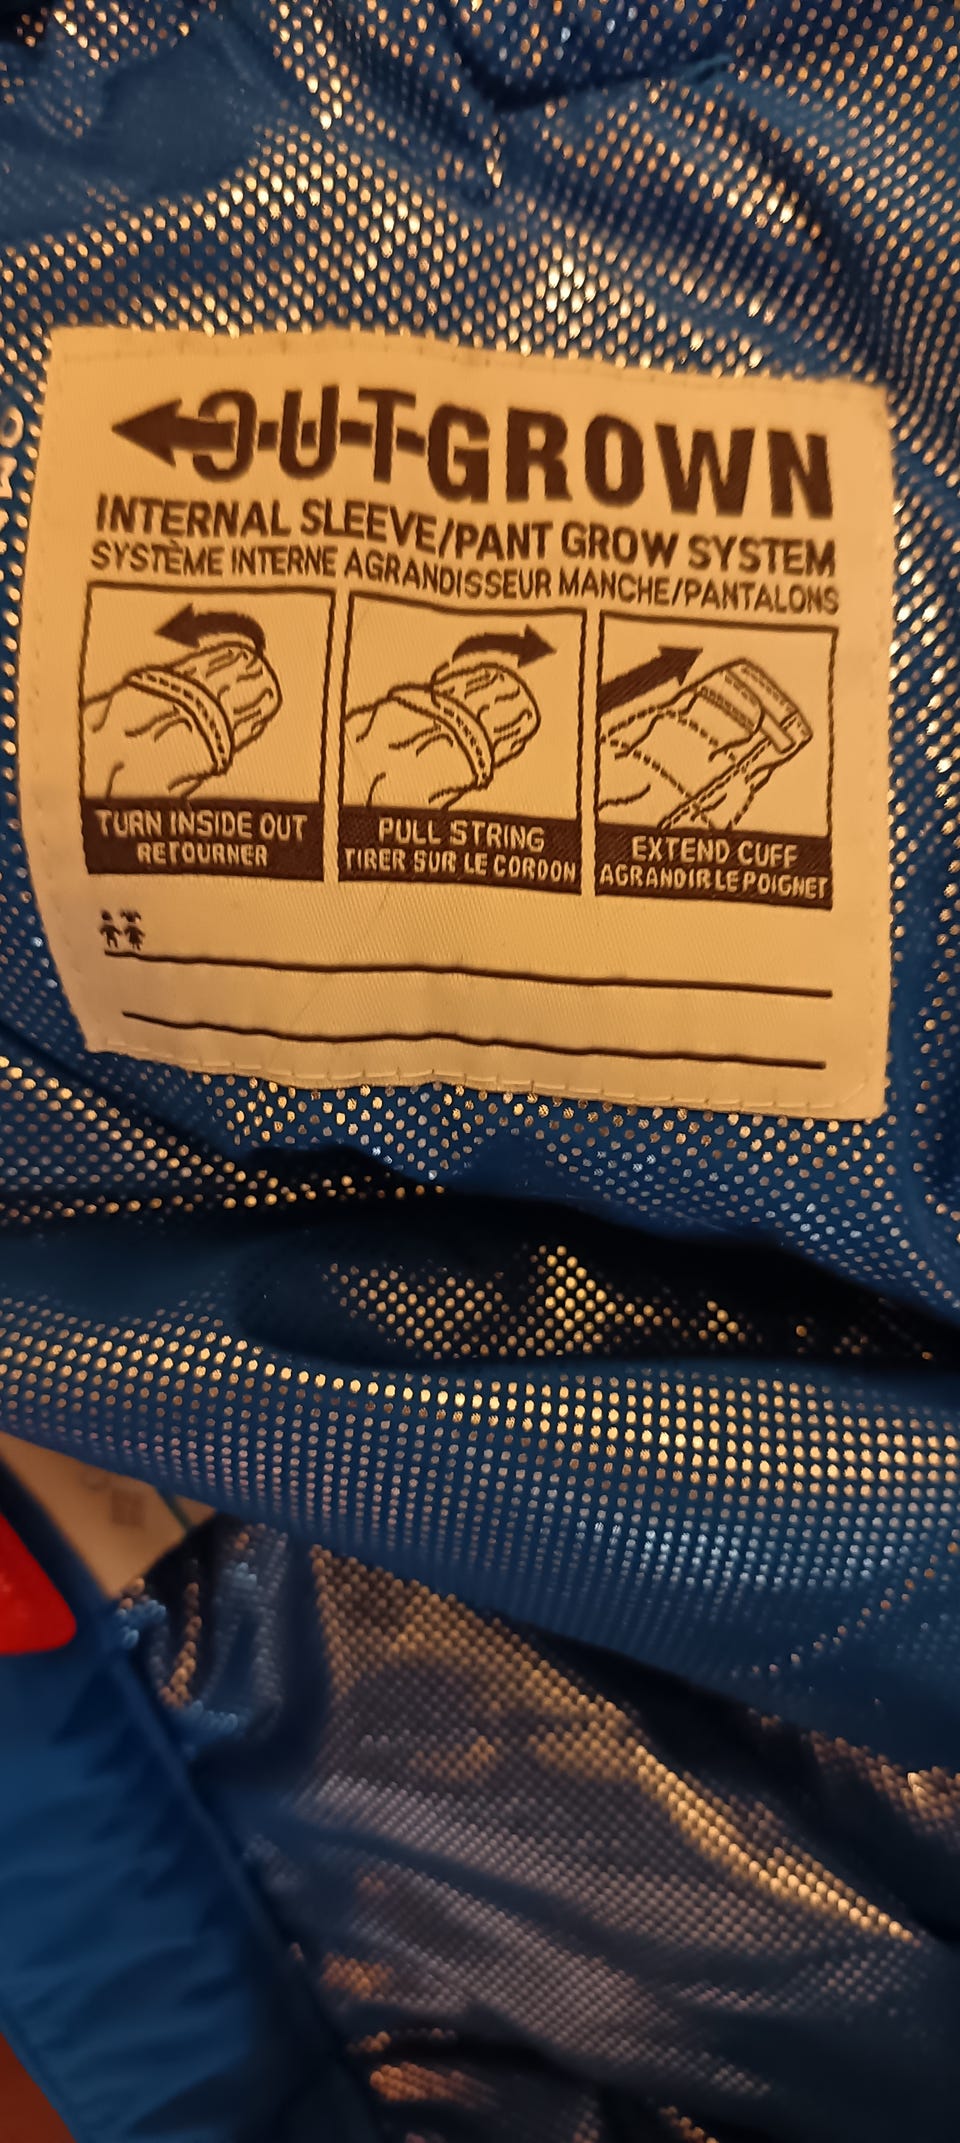 OUTGROWN
INTERNAL SLEEVE/PANT GROW SYSTEM
SYSTÈME INTERNE AGRANDISSEUR MANCHE/PANTALONS
TURN INSIDE OUT
RETOURNER
PULL STRING
TIRER SUR LE CORDON
EXTEND CUFF
AGRANDIR LE POIGNET